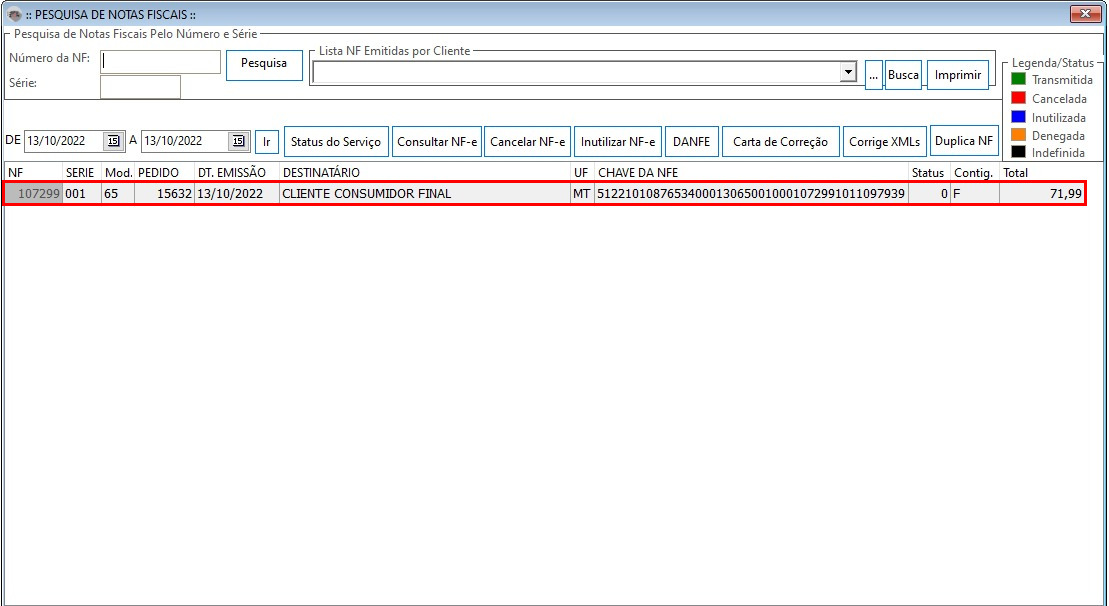 :: PESQUISA DE NOTAS FISCAIS ::
Pesquisa de Notas Fiscais Pelo Número e Série
Número da NF:
Pesquisa
Série:
Lista NF Emitidas por Cliente
...
Busca
Imprimir
Legenda/Status
Transmitida
Cancelada
Inutilizada
Denegada
Indefinida
DE 13/10/2022 15 A 13/10/2022 15 Ir Status do Serviço Consultar NF-e Cancelar NF-e Inutilizar NF-e DANFE Carta de Correção Corrige XMLs Duplica NF
NF SERIE Mod. PEDIDO DT. EMISSÃO DESTINATÁRIO UF CHAVE DA NFE Status Contig. Total
107299 001 65 15632 13/10/2022 CLIENTE CONSUMIDOR FINAL MT 51221010876534000130650010001072991011097939 0 F 71,99